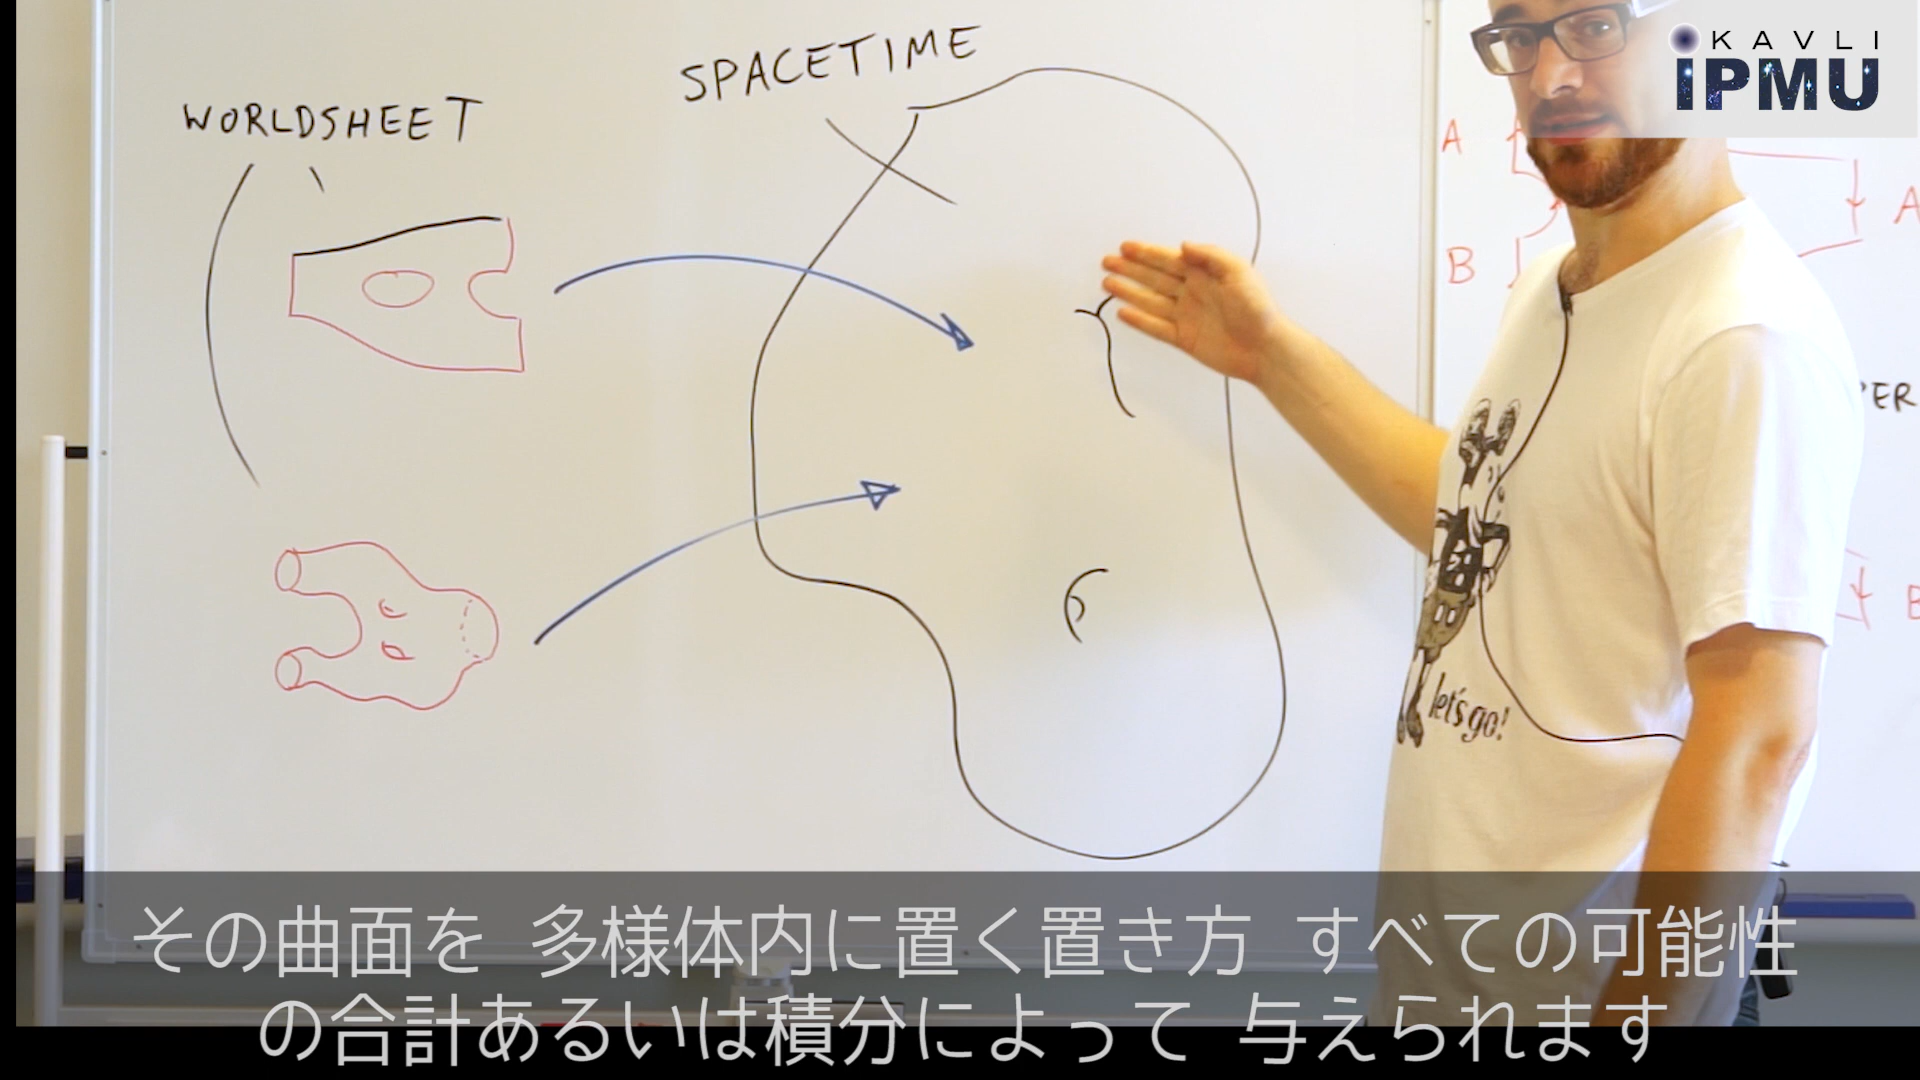 KAVLI
IPMU
SPACETIME
WORLDSHEET
A
A
B
PER
B
let's go!
その曲面を 多様体内に置く置き方 すべての可能性
の合計あるいは積分によって 与えられます